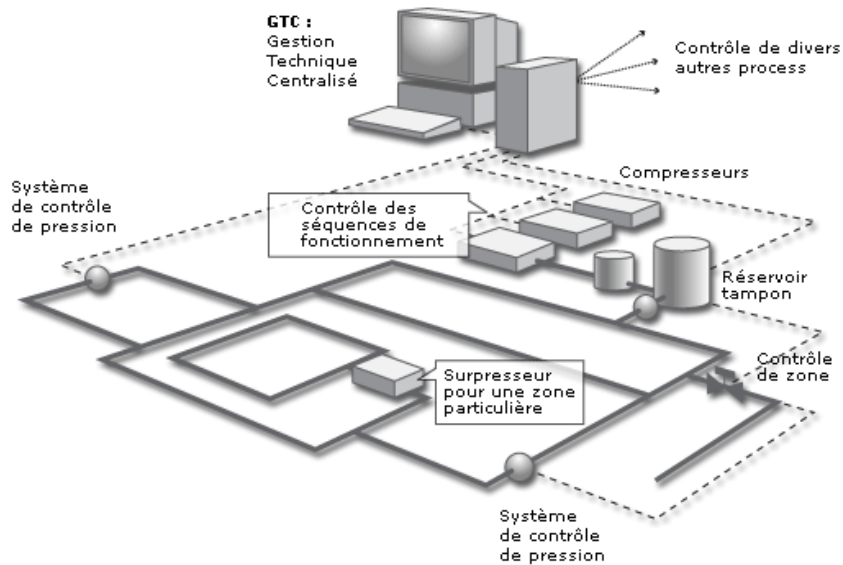 GTC :
Gestion
Technique
Centralisé
Contrôle de divers
autres process
Compresseurs
Système
de contrôle
de pression
Contrôle des
séquences de
fonctionnement
Réservoir
tampon
Contrôle
de zone
Surpresseur
pour une zone
particulière
Système
de contrôle
de pression